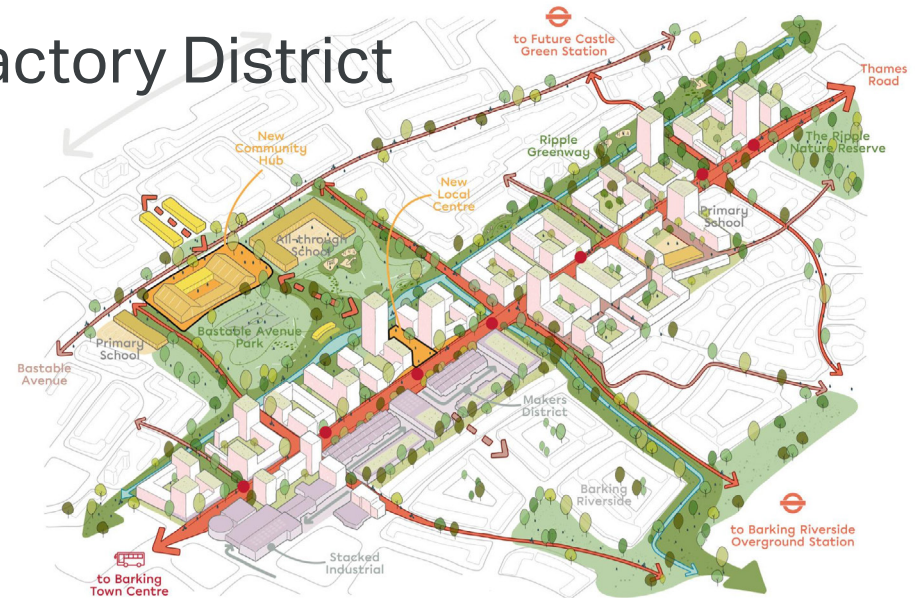 actory District
to Future Castle
Green Station
Thames
Road
New
Community
Hub
Ripple
Greenway
The Ripple
Nature Reserve
New
Local
Centre
Primary
School
All-through
School
Bastable Avenue
Park
Primary
School
Bastable
Avenue
Makers
District
Barking
Riverside
to Barking Riverside
Overground Station
Stacked
Industrial
to Barking
Town Centre